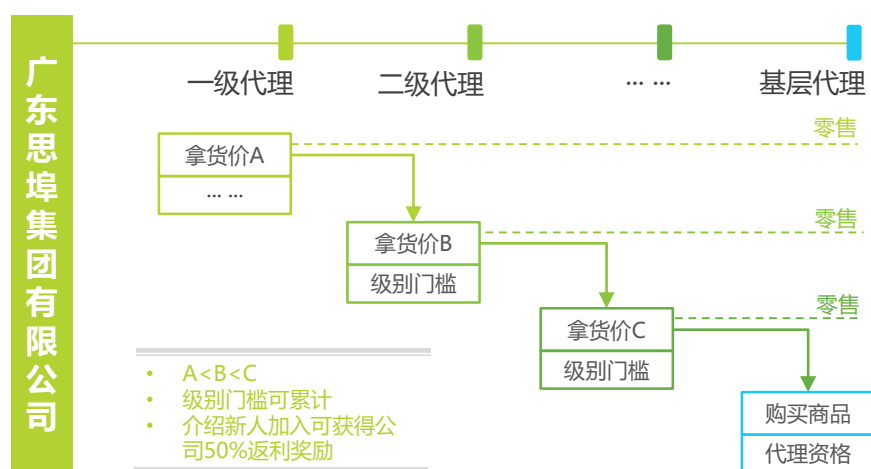 广东思埠集团有限公司
一级代理
二级代理
... ...
基层代理
零售
拿货价A
... ...
零售
拿货价B
级别门槛
零售
拿货价C
级别门槛
• A<B<C
• 级别门槛可累计
• 介绍新人加入可获得公
司50%返利奖励
购买商品
代理资格